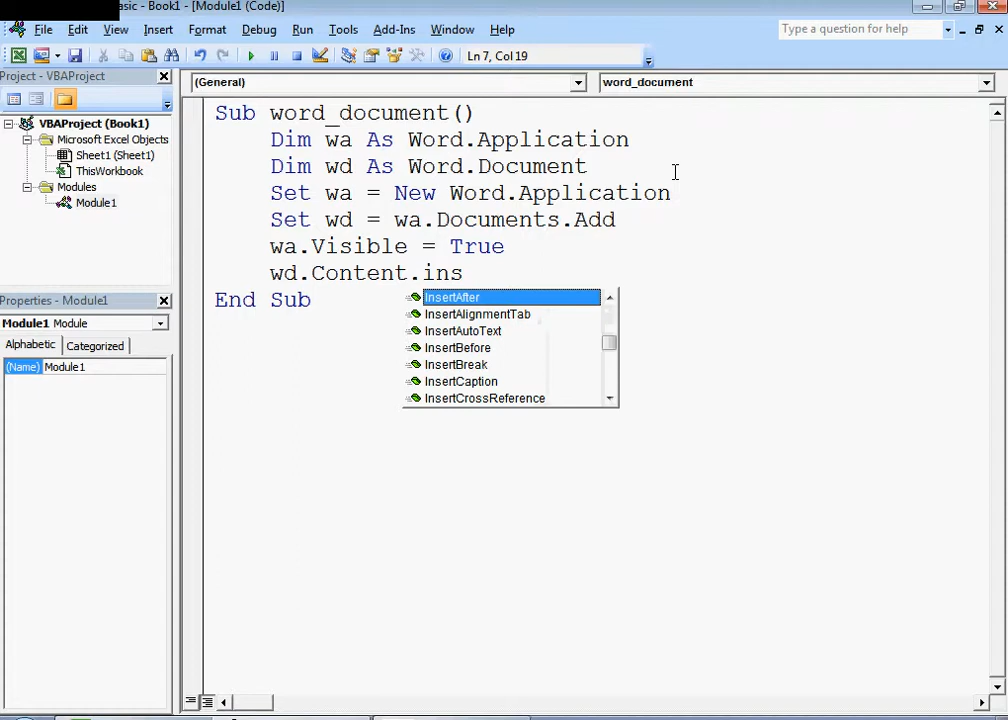 asic - Book1 - [Module1 (Code)]
File Edit View Insert Format Debug Run Tools Add-Ins Window Help
Type a question for help
Ln 7, Col 19
Project - VBAProject
(General)
word_document
VBAProject (Book1)
Microsoft Excel Objects
Sheet1 (Sheet1)
ThisWorkbook
Modules
Module1
Properties - Module1
Module1 Module
Alphabetic Categorized
(Name) Module1
Sub word_document()
Dim wa As Word.Application
Dim wd As Word.Document
Set wa = New Word.Application
Set wd = wa.Documents.Add
wa.Visible = True
wd.Content.ins
End Sub
InsertAfter
InsertAlignmentTab
InsertAutoText
InsertBefore
InsertBreak
InsertCaption
InsertCrossReference